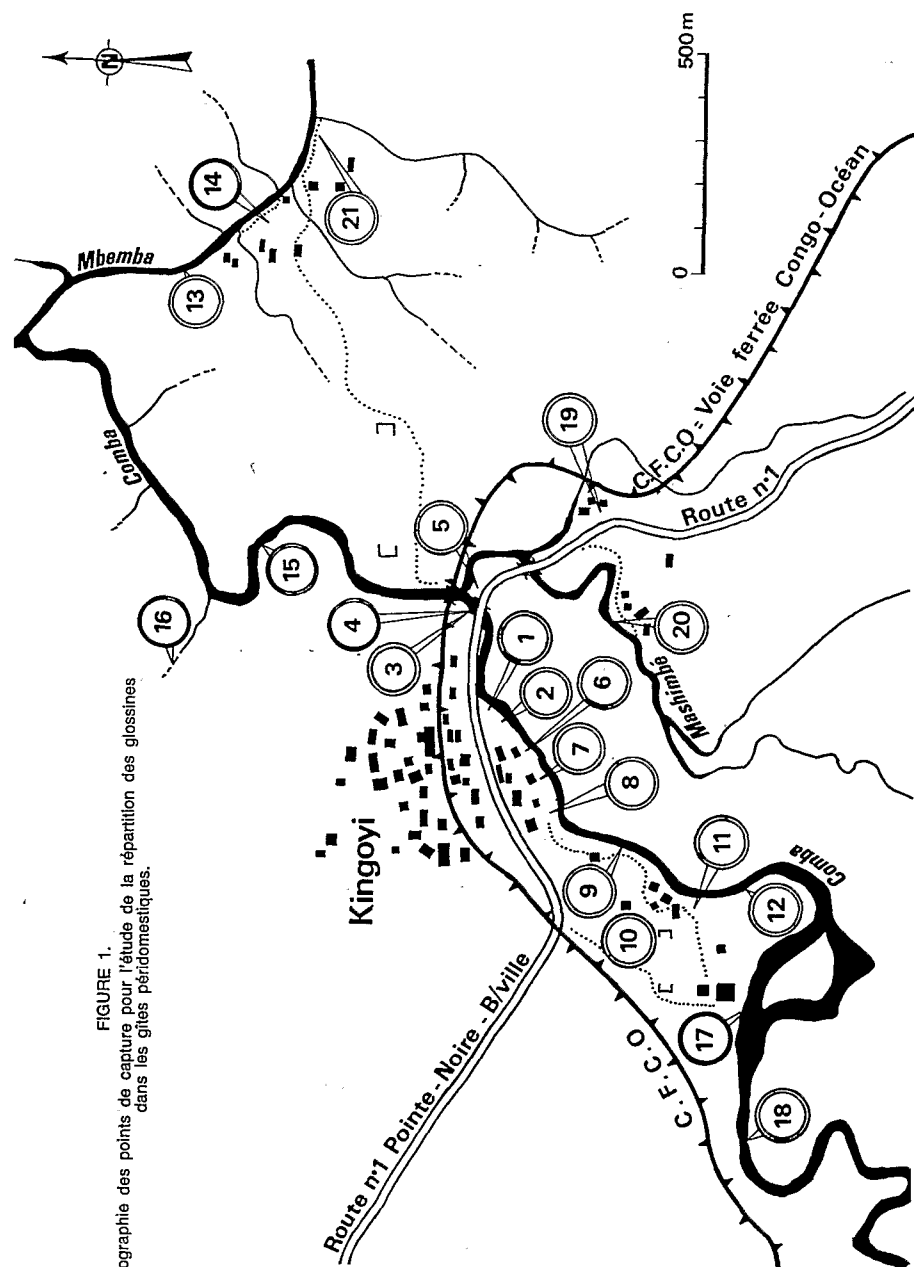 FIGURE 1.
ographie des points de capture pour l'étude de la répartition des glossines
dans les gîtes péridomestiques.
N
500 m
0
Mbemba
14
21
13
Comba
16
15
4
3
5
19
C.F.C.O = Voie ferrée Congo-Océan
Route n°1
Kingoyi
1
2
6
7
8
20
Mashimbé
9
10
11
12
Comba
17
18
C.F.C.O
Route n°1 Pointe-Noire-B/ville